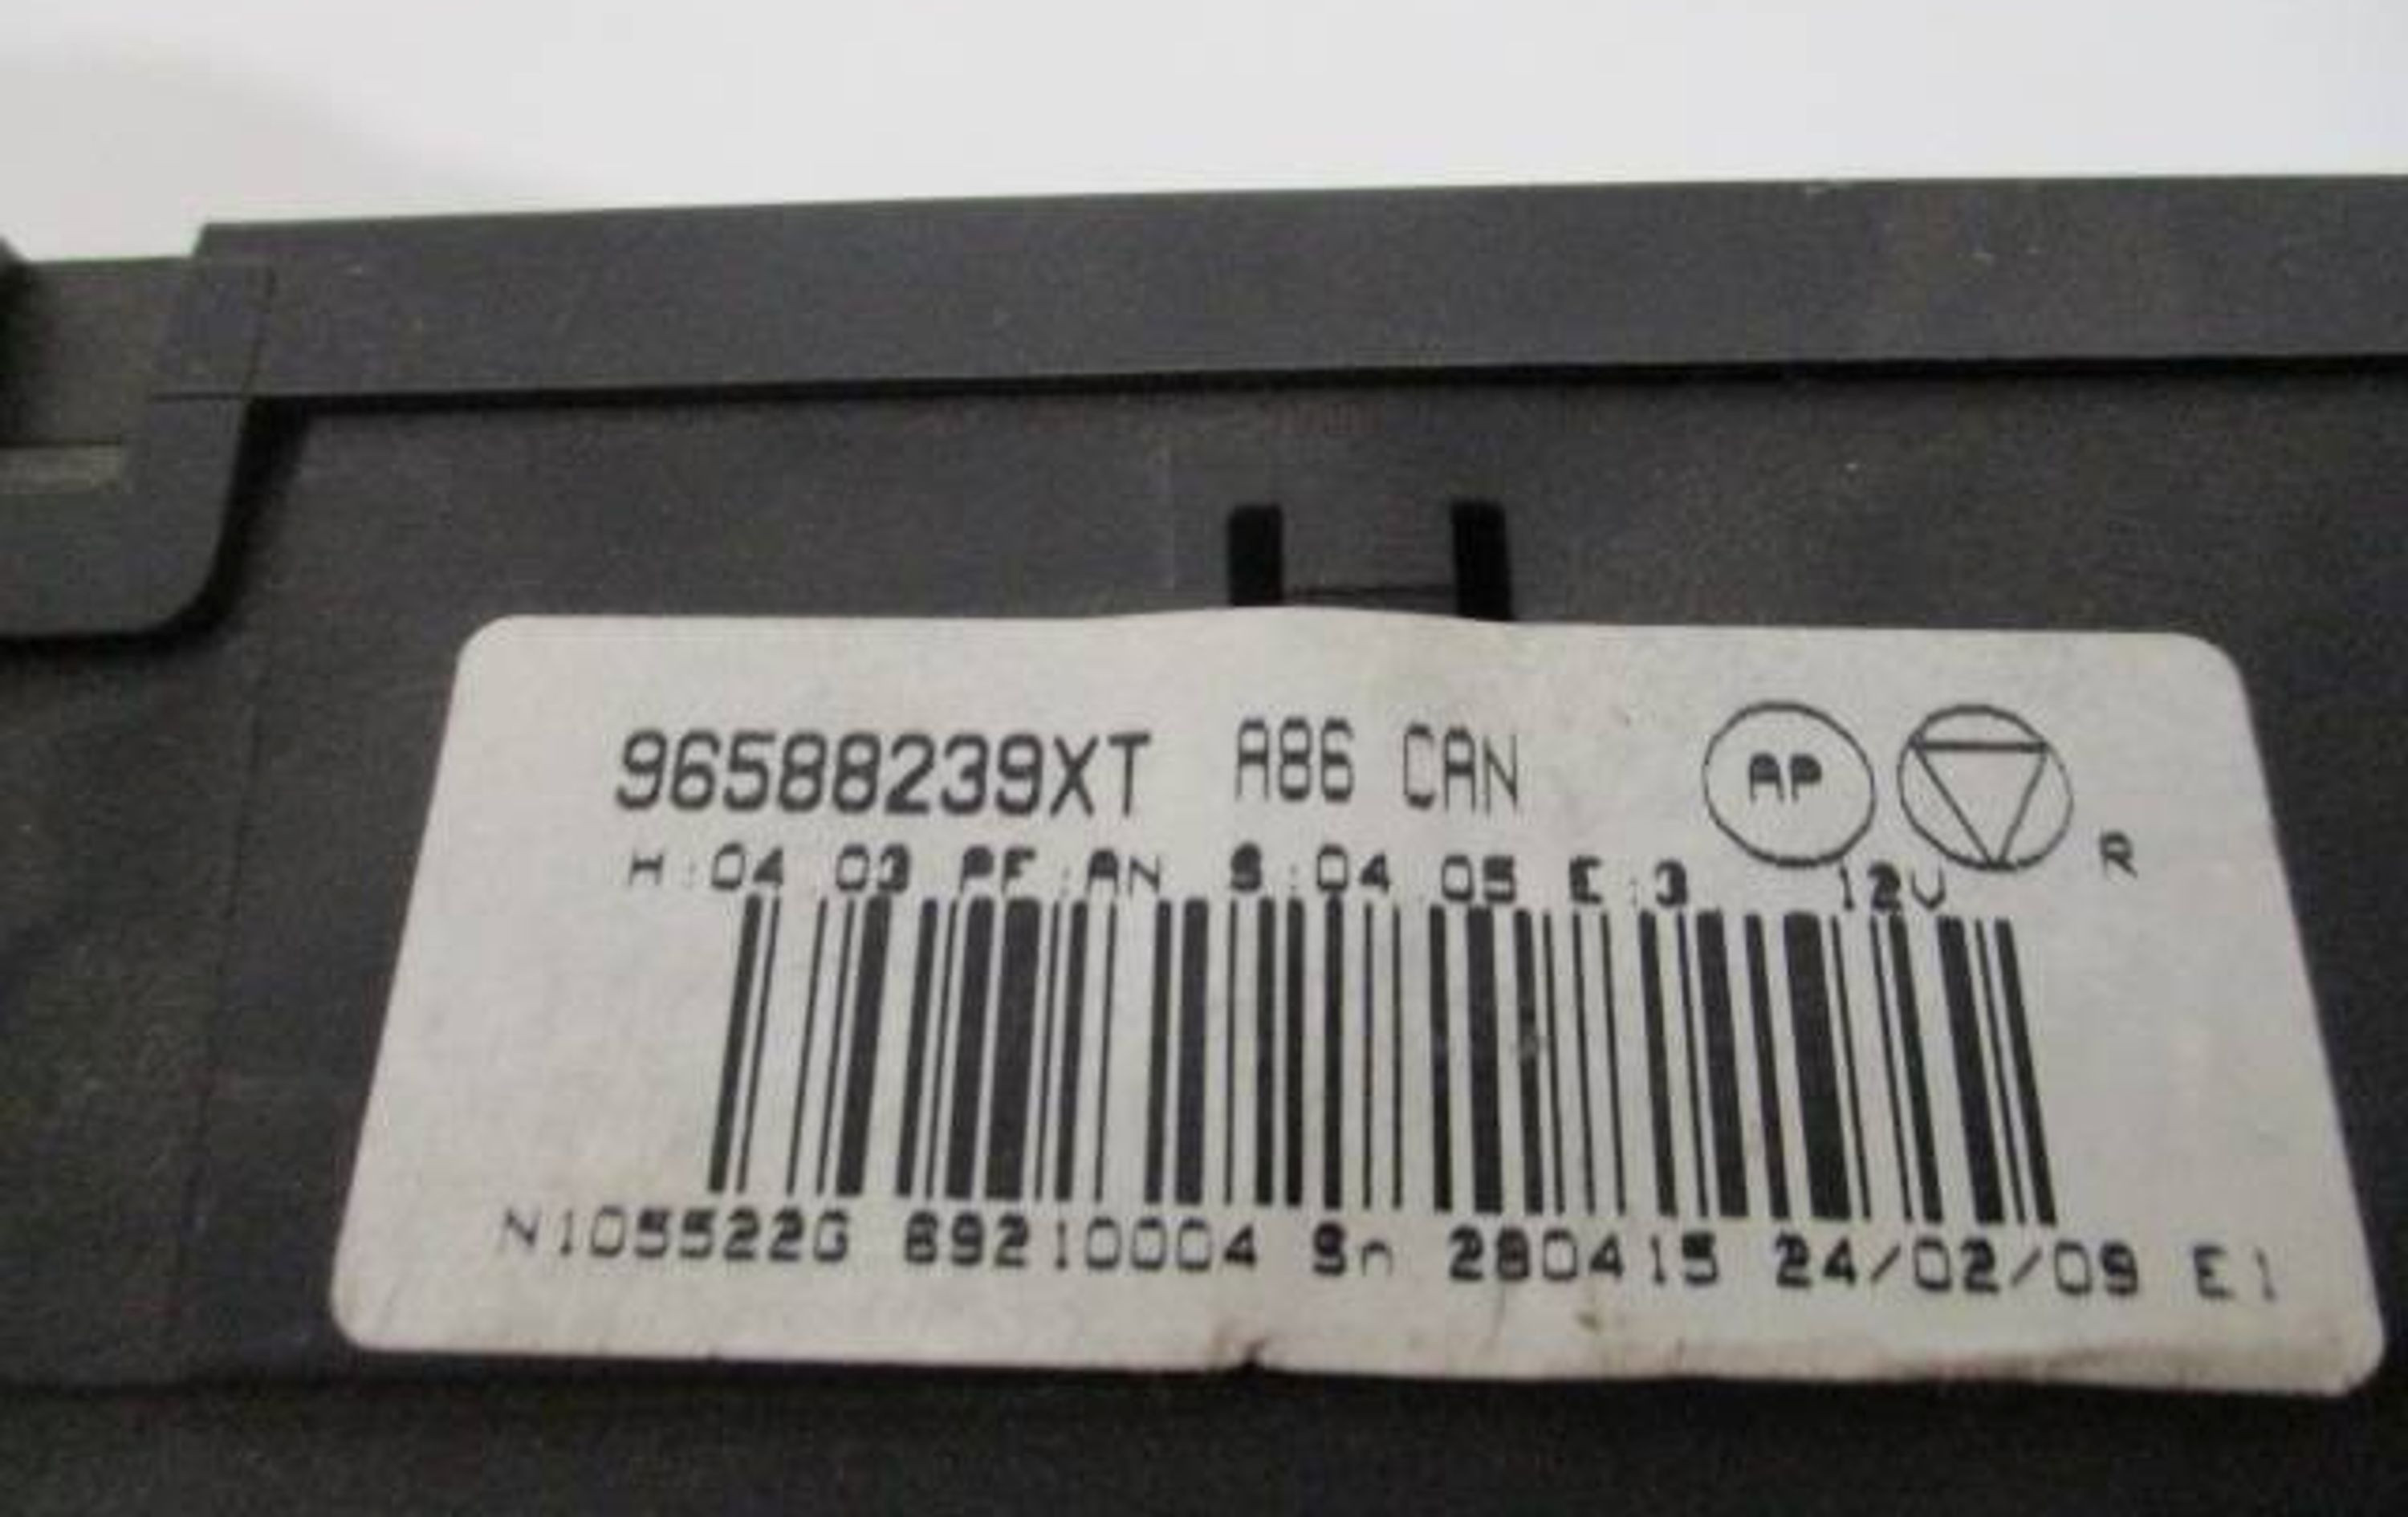 96588239XT A86 CAN AP
H:04.03 PF:AN S:04.05 E:3 12V R
N105522G 89210004 Sn 280415 24/02/09 E1